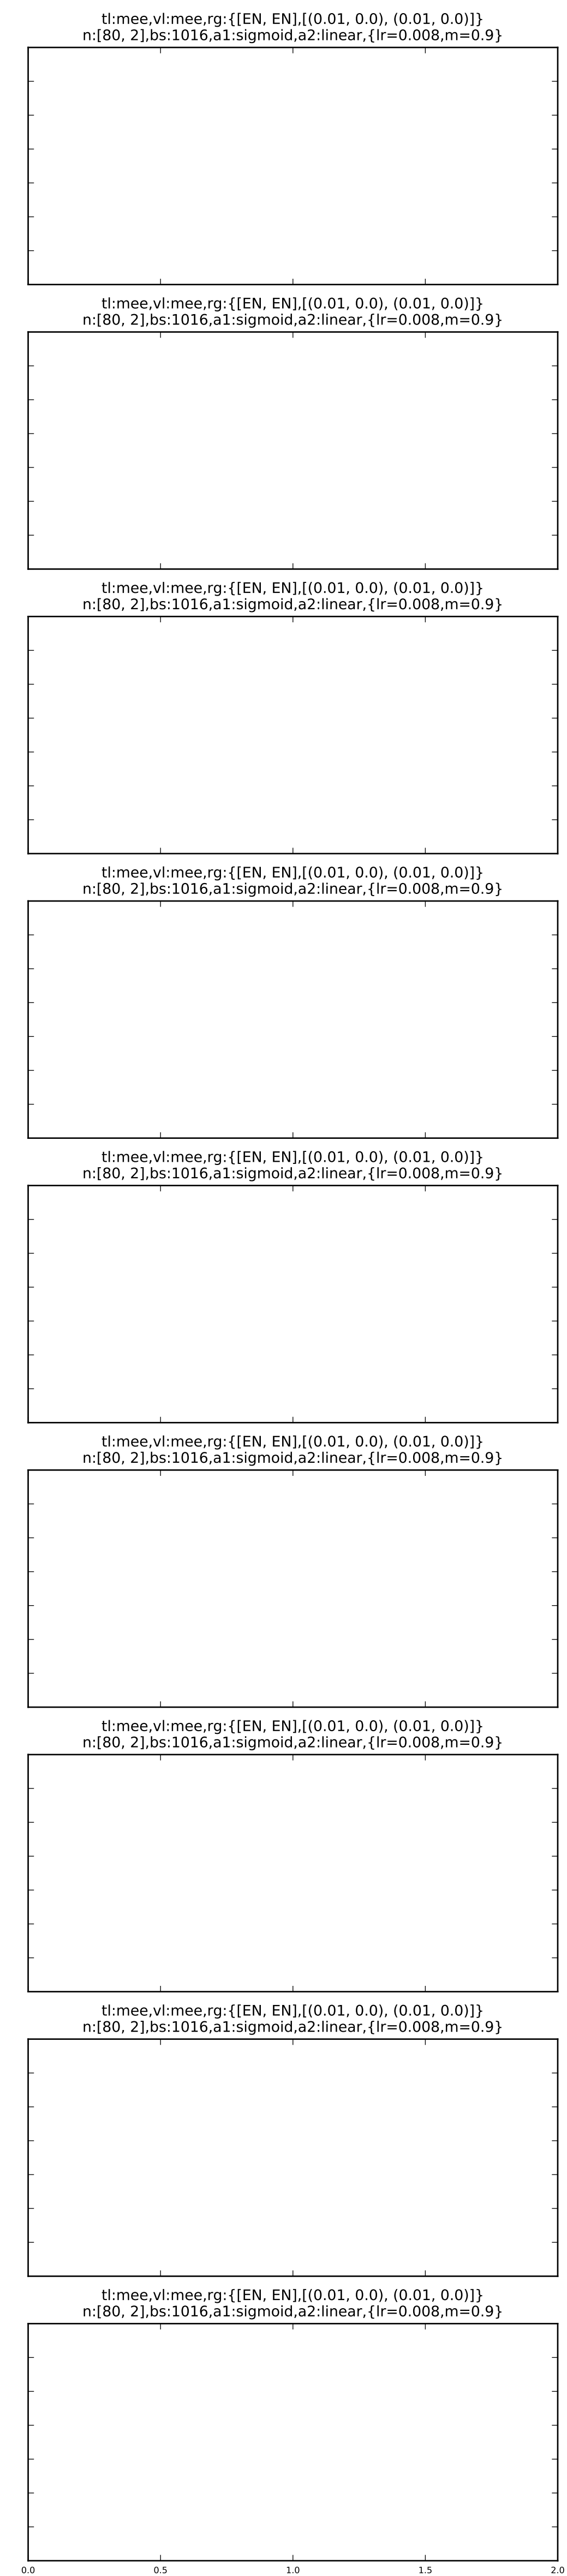 tl:mee,vl:mee,rg:{[EN, EN],[(0.01, 0.0), (0.01, 0.0)]}
n:[80, 2],bs:1016,a1:sigmoid,a2:linear,{lr=0.008,m=0.9}
tl:mee,vl:mee,rg:{[EN, EN],[(0.01, 0.0), (0.01, 0.0)]}
n:[80, 2],bs:1016,a1:sigmoid,a2:linear,{lr=0.008,m=0.9}
tl:mee,vl:mee,rg:{[EN, EN],[(0.01, 0.0), (0.01, 0.0)]}
n:[80, 2],bs:1016,a1:sigmoid,a2:linear,{lr=0.008,m=0.9}
tl:mee,vl:mee,rg:{[EN, EN],[(0.01, 0.0), (0.01, 0.0)]}
n:[80, 2],bs:1016,a1:sigmoid,a2:linear,{lr=0.008,m=0.9}
tl:mee,vl:mee,rg:{[EN, EN],[(0.01, 0.0), (0.01, 0.0)]}
n:[80, 2],bs:1016,a1:sigmoid,a2:linear,{lr=0.008,m=0.9}
tl:mee,vl:mee,rg:{[EN, EN],[(0.01, 0.0), (0.01, 0.0)]}
n:[80, 2],bs:1016,a1:sigmoid,a2:linear,{lr=0.008,m=0.9}
tl:mee,vl:mee,rg:{[EN, EN],[(0.01, 0.0), (0.01, 0.0)]}
n:[80, 2],bs:1016,a1:sigmoid,a2:linear,{lr=0.008,m=0.9}
tl:mee,vl:mee,rg:{[EN, EN],[(0.01, 0.0), (0.01, 0.0)]}
n:[80, 2],bs:1016,a1:sigmoid,a2:linear,{lr=0.008,m=0.9}
tl:mee,vl:mee,rg:{[EN, EN],[(0.01, 0.0), (0.01, 0.0)]}
n:[80, 2],bs:1016,a1:sigmoid,a2:linear,{lr=0.008,m=0.9}
0.0 0.5 1.0 1.5 2.0